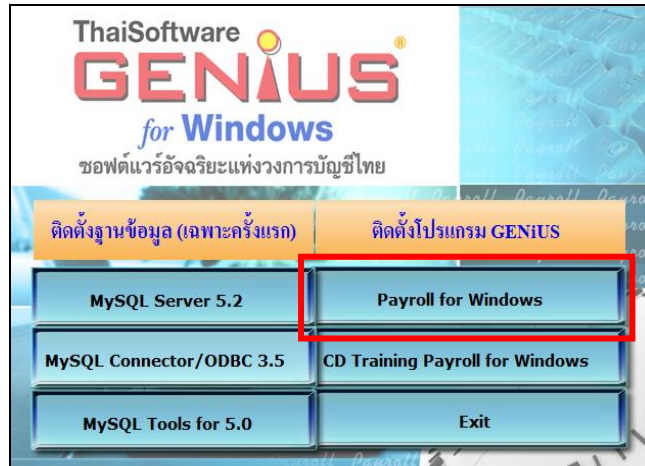 ThaiSoftware
GENiUS®
for Windows
ซอฟต์แวร์อัจฉริยะแห่งวงการบัญชีไทย
ติดตั้งฐานข้อมูล (เฉพาะครั้งแรก)
ติดตั้งโปรแกรม GENiUS
MySQL Server 5.2
Payroll for Windows
MySQL Connector/ODBC 3.5
CD Training Payroll for Windows
MySQL Tools for 5.0
Exit